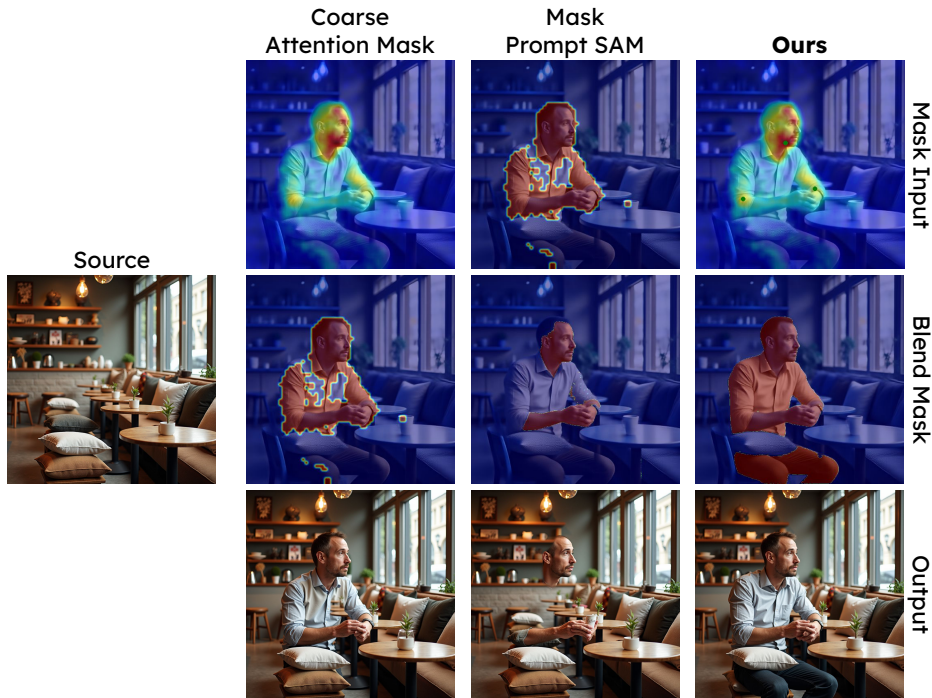 Coarse
Attention Mask
Mask
Prompt SAM
Ours
Mask Input
Source
Blend Mask
Output